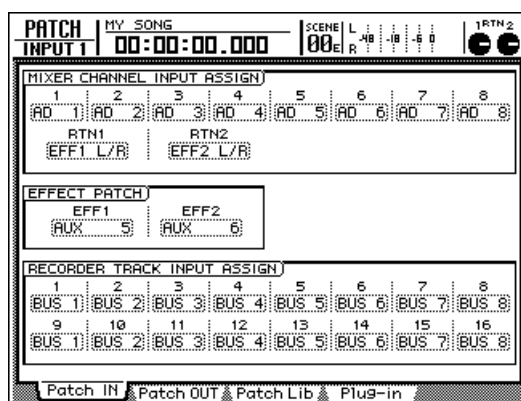 PATCH MY SONG SCENE L 1RTN2
INPUT 1 00:00:00.000 00E R -48 -18 -6 0
MIXER CHANNEL INPUT ASSIGN
1 2 3 4 5 6 7 8
AD 1 AD 2 AD 3 AD 4 AD 5 AD 6 AD 7 AD 8
RTN1 RTN2
EFF1 L/R EFF2 L/R
EFFECT PATCH
EFF1 EFF2
AUX 5 AUX 6
RECORDER TRACK INPUT ASSIGN
1 2 3 4 5 6 7 8
BUS 1 BUS 2 BUS 3 BUS 4 BUS 5 BUS 6 BUS 7 BUS 8
9 10 11 12 13 14 15 16
BUS 1 BUS 2 BUS 3 BUS 4 BUS 5 BUS 6 BUS 7 BUS 8
Patch IN Patch OUT Patch Lib Plug-in